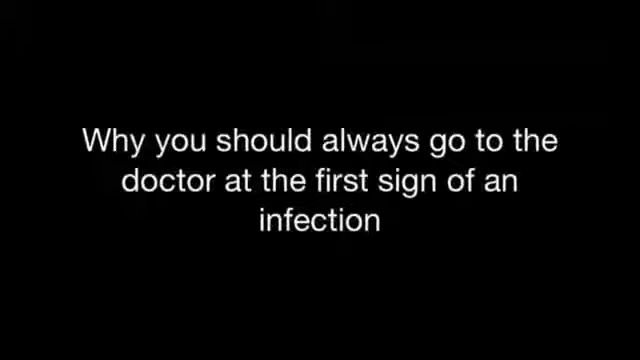 Why you should always go to the
doctor at the first sign of an
infection